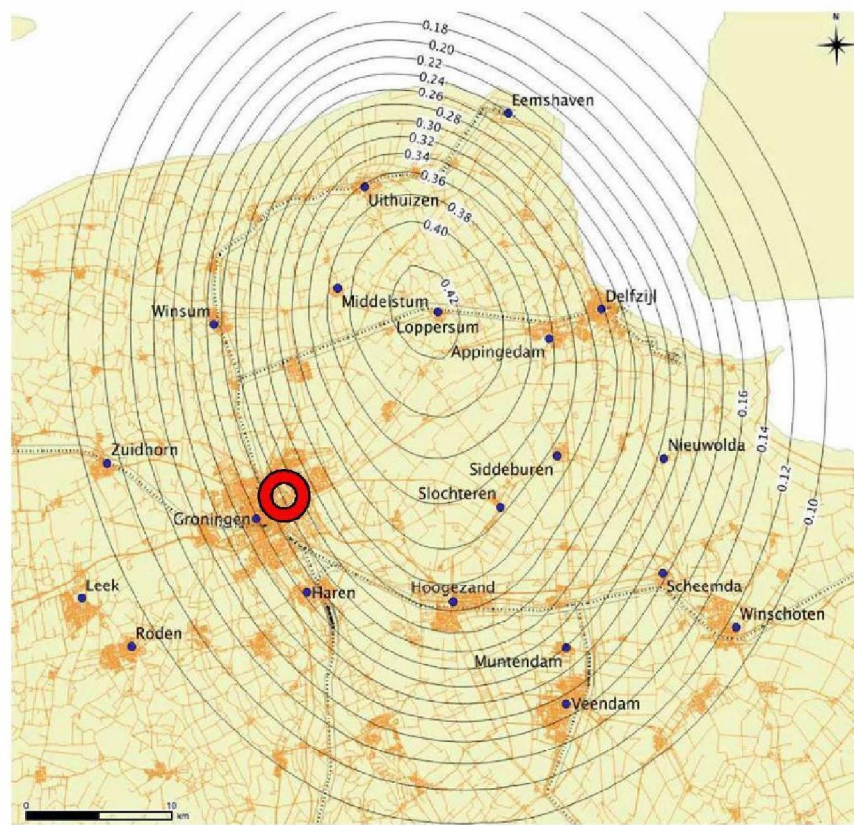 0.18
0.20
0.22
0.24
0.26
0.28
0.30
0.32
0.34
0.36
0.38
0.40
0.42
N
Eemshaven
Uithuizen
Middelstum
Winsum
Loppersum
Delfzijl
Appingedam
0.16
0.14
0.12
0.10
Zuidhorn
Siddeburen
Nieuwolda
Slochteren
Groningen
Leek
Haren
Hoogezand
Scheemda
Roden
Winschoten
Muntendam
Veendam
0 10
km